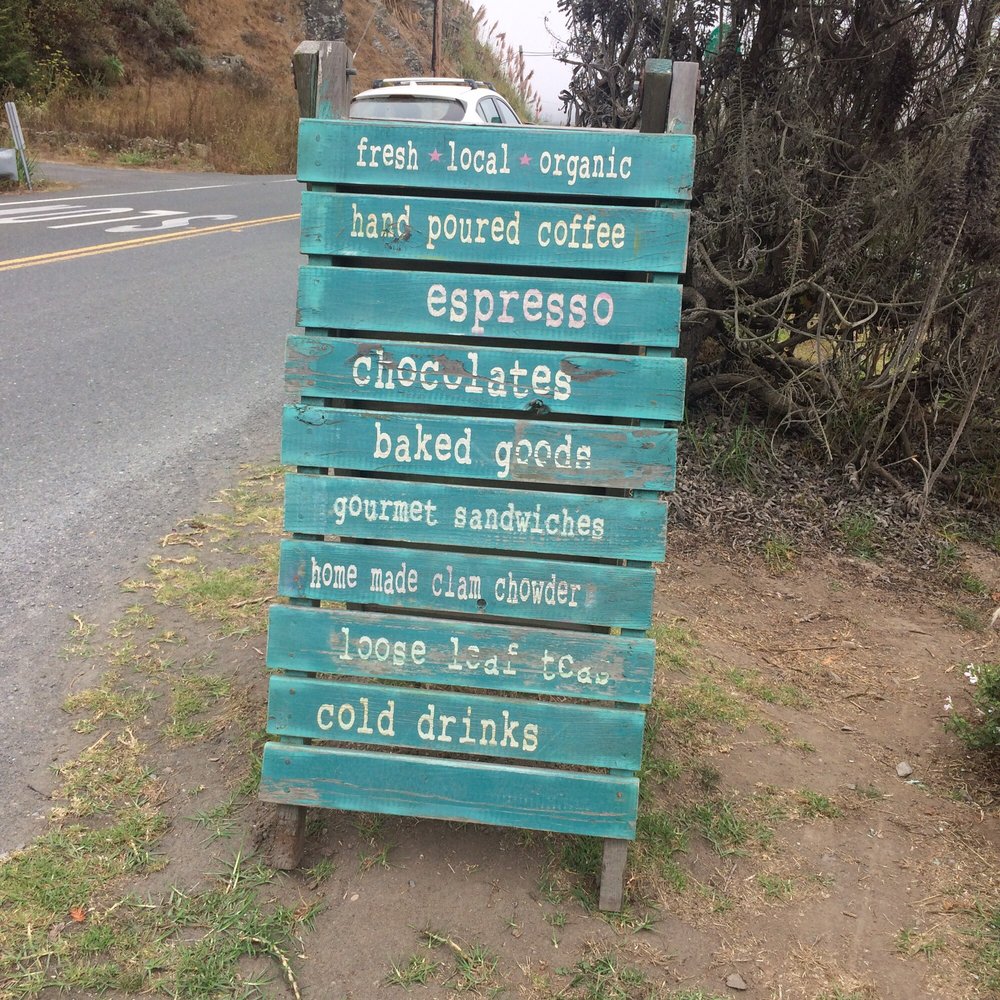 fresh ★ local ★ organic
hand poured coffee
espresso
chocolates
baked goods
gourmet sandwiches
home made clam chowder
loose leaf teas
cold drinks